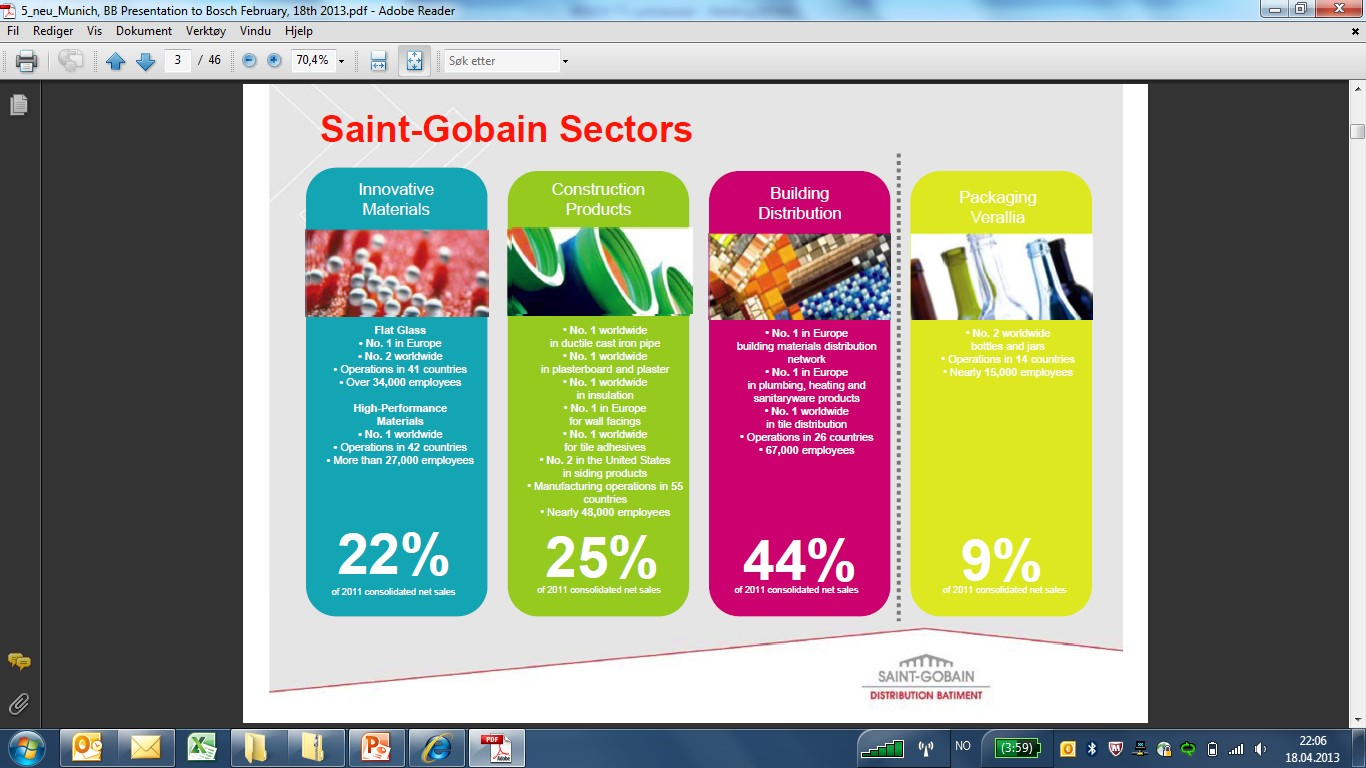 5_neu_Munich, BB Presentation to Bosch February, 18th 2013.pdf - Adobe Reader
Fil Rediger Vis Dokument Verktøy Vindu Hjelp
3 / 46 70,4% Søk etter
Saint-Gobain Sectors
Innovative
Materials
Flat Glass
• No. 1 in Europe
• No. 2 worldwide
• Operations in 41 countries
• Over 34,000 employees
High-Performance
Materials
• No. 1 worldwide
• Operations in 42 countries
• More than 27,000 employees
22%
of 2011 consolidated net sales
Construction
Products
• No. 1 worldwide
in ductile cast iron pipe
• No. 1 worldwide
in plasterboard and plaster
• No. 1 worldwide
in insulation
• No. 1 in Europe
for wall facings
• No. 1 worldwide
for tile adhesives
• No. 2 in the United States
in siding products
• Manufacturing operations in 55
countries
• Nearly 48,000 employees
25%
of 2011 consolidated net sales
Building
Distribution
• No. 1 in Europe
building materials distribution
network
• No. 1 in Europe
in plumbing, heating and
sanitaryware products
• No. 1 worldwide
in tile distribution
• Operations in 26 countries
• 67,000 employees
44%
of 2011 consolidated net sales
Packaging
Verallia
• No. 2 worldwide
bottles and jars
• Operations in 14 countries
• Nearly 15,000 employees
9%
of 2011 consolidated net sales
SAINT-GOBAIN
DISTRIBUTION BATIMENT
NO (3:59) 22:06
18.04.2013